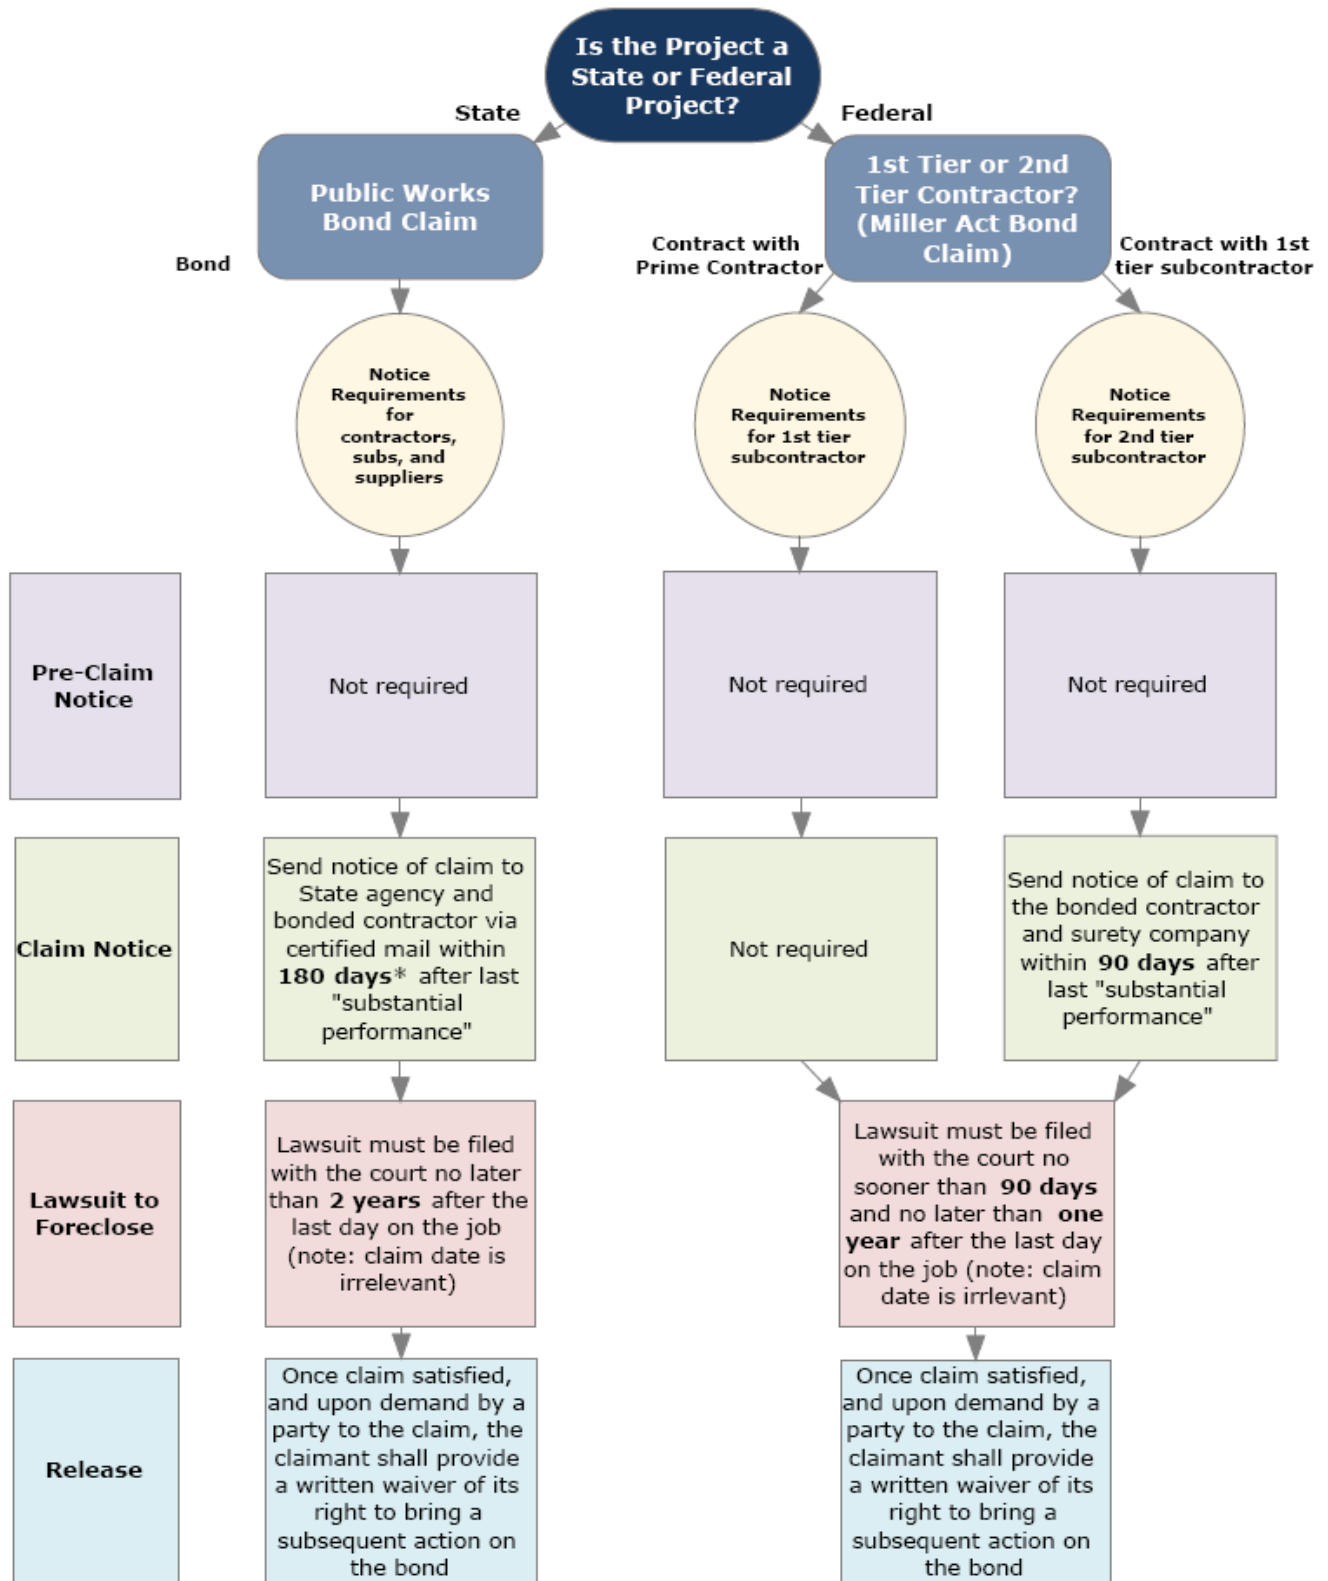 Is the Project a
State or Federal
Project?
State
Federal
Public Works
Bond Claim
1st Tier or 2nd
Tier Contractor?
(Miller Act Bond
Claim)
Bond
Contract with
Prime Contractor
Contract with 1st
tier subcontractor
Notice
Requirements
for
contractors,
subs, and
suppliers
Notice
Requirements
for 1st tier
subcontractor
Notice
Requirements
for 2nd tier
subcontractor
Pre-Claim
Notice
Not required
Not required
Not required
Claim Notice
Send notice of claim to
State agency and
bonded contractor via
certified mail within
180 days* after last
"substantial
performance"
Not required
Send notice of claim to
the bonded contractor
and surety company
within 90 days after
last "substantial
performance"
Lawsuit to
Foreclose
Lawsuit must be filed
with the court no later
than 2 years after the
last day on the job
(note: claim date is
irrelevant)
Lawsuit must be filed
with the court no
sooner than 90 days
and no later than one
year after the last day
on the job (note: claim
date is irrlevant)
Release
Once claim satisfied,
and upon demand by a
party to the claim, the
claimant shall provide
a written waiver of its
right to bring a
subsequent action on
the bond
Once claim satisfied,
and upon demand by a
party to the claim, the
claimant shall provide
a written waiver of its
right to bring a
subsequent action on
the bond